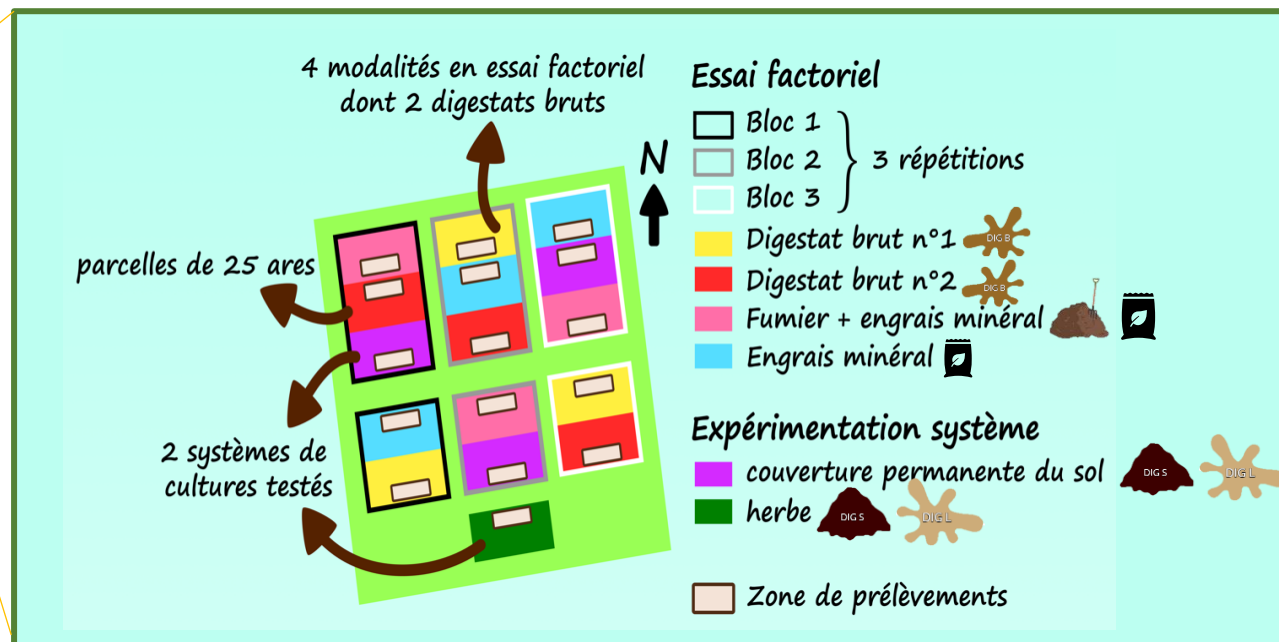 4 modalités en essai factoriel
dont 2 digestats bruts
N
parcelles de 25 ares
2 systèmes de
cultures testés
Essai factoriel
Bloc 1
Bloc 2
Bloc 3
3 répétitions
Digestat brut n°1
DIG B
Digestat brut n°2
DIG B
Fumier + engrais minéral
Engrais minéral
Expérimentation système
couverture permanente du sol
DIG S
DIG L
herbe
DIG S
DIG L
Zone de prélèvements